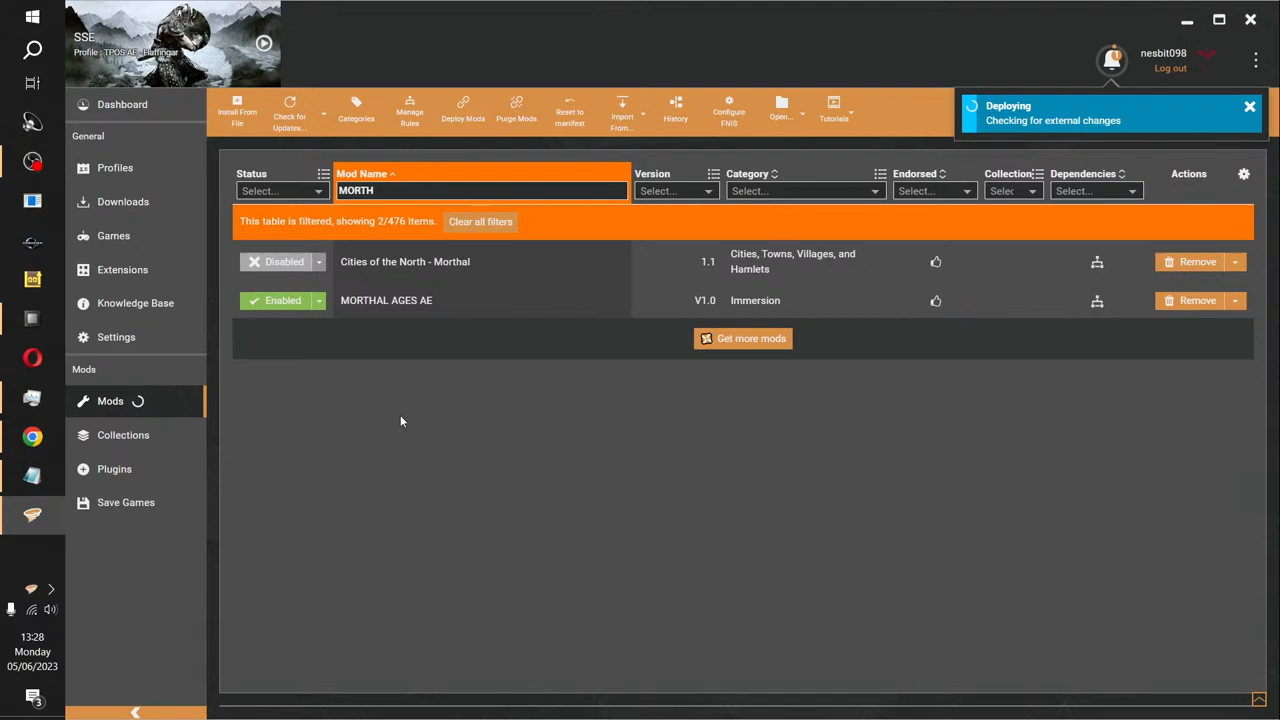 SSE
Profile : TPOS AE - Haffingar
nesbit098
Log out
1
Deploying
Checking for external changes
Dashboard
General
Profiles
Downloads
Games
Extensions
Knowledge Base
Settings
Mods
Mods
Collections
Plugins
Save Games
Install From File
Check for Updates...
Categories
Manage Rules
Deploy Mods
Purge Mods
Reset to manifest
Import From...
History
Configure FNIS
Open...
Tutorials
Status
Mod Name
Version
Category
Endorsed
Collection
Dependencies
Actions
Select...
MORTH
Select...
Select...
Select...
Selec
Select...
This table is filtered, showing 2/476 items.
Clear all filters
Disabled
Cities of the North - Morthal
1.1
Cities, Towns, Villages, and Hamlets
Remove
Enabled
MORTHAL AGES AE
V1.0
Immersion
Remove
Get more mods
13:28
Monday
05/06/2023
3